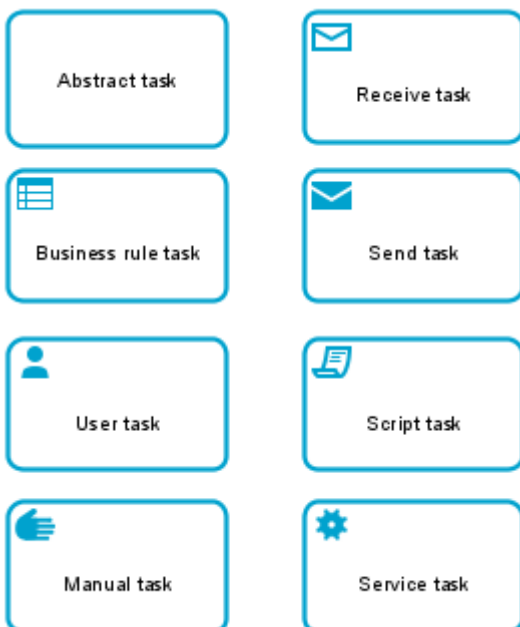 Abstract task
Receive task
Business rule task
Send task
User task
Script task
Manual task
Service task